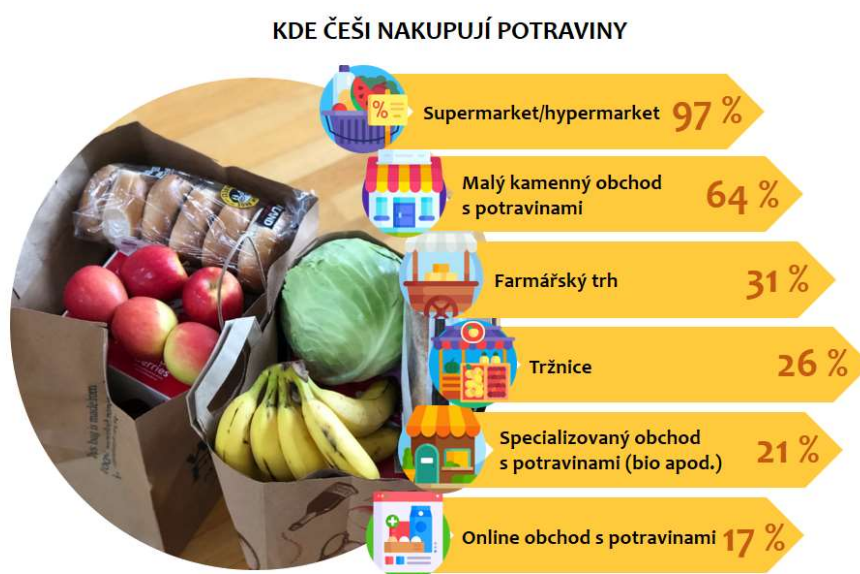 KDE ČEŠI NAKUPUJÍ POTRAVINY
%
Supermarket/hypermarket 97 %
Malý kamenný obchod
s potravinami
64 %
Farmářský trh 31 %
Tržnice 26 %
Specializovaný obchod
s potravinami (bio apod.)
21 %
Online obchod s potravinami 17 %